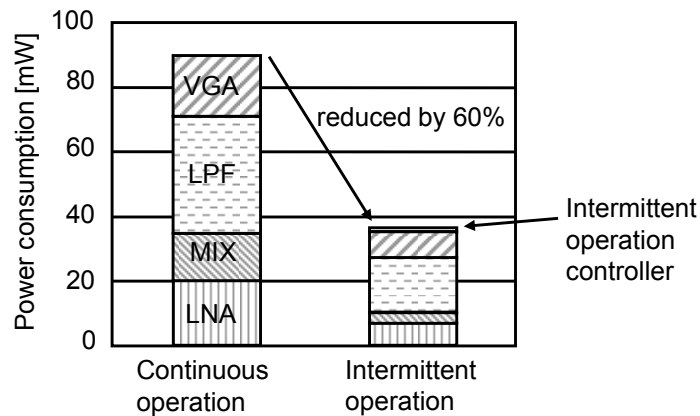 Power consumption [mW]
100
80
60
40
20
0
VGA
LPF
MIX
LNA
reduced by 60%
Intermittent
operation
controller
Continuous
operation
Intermittent
operation